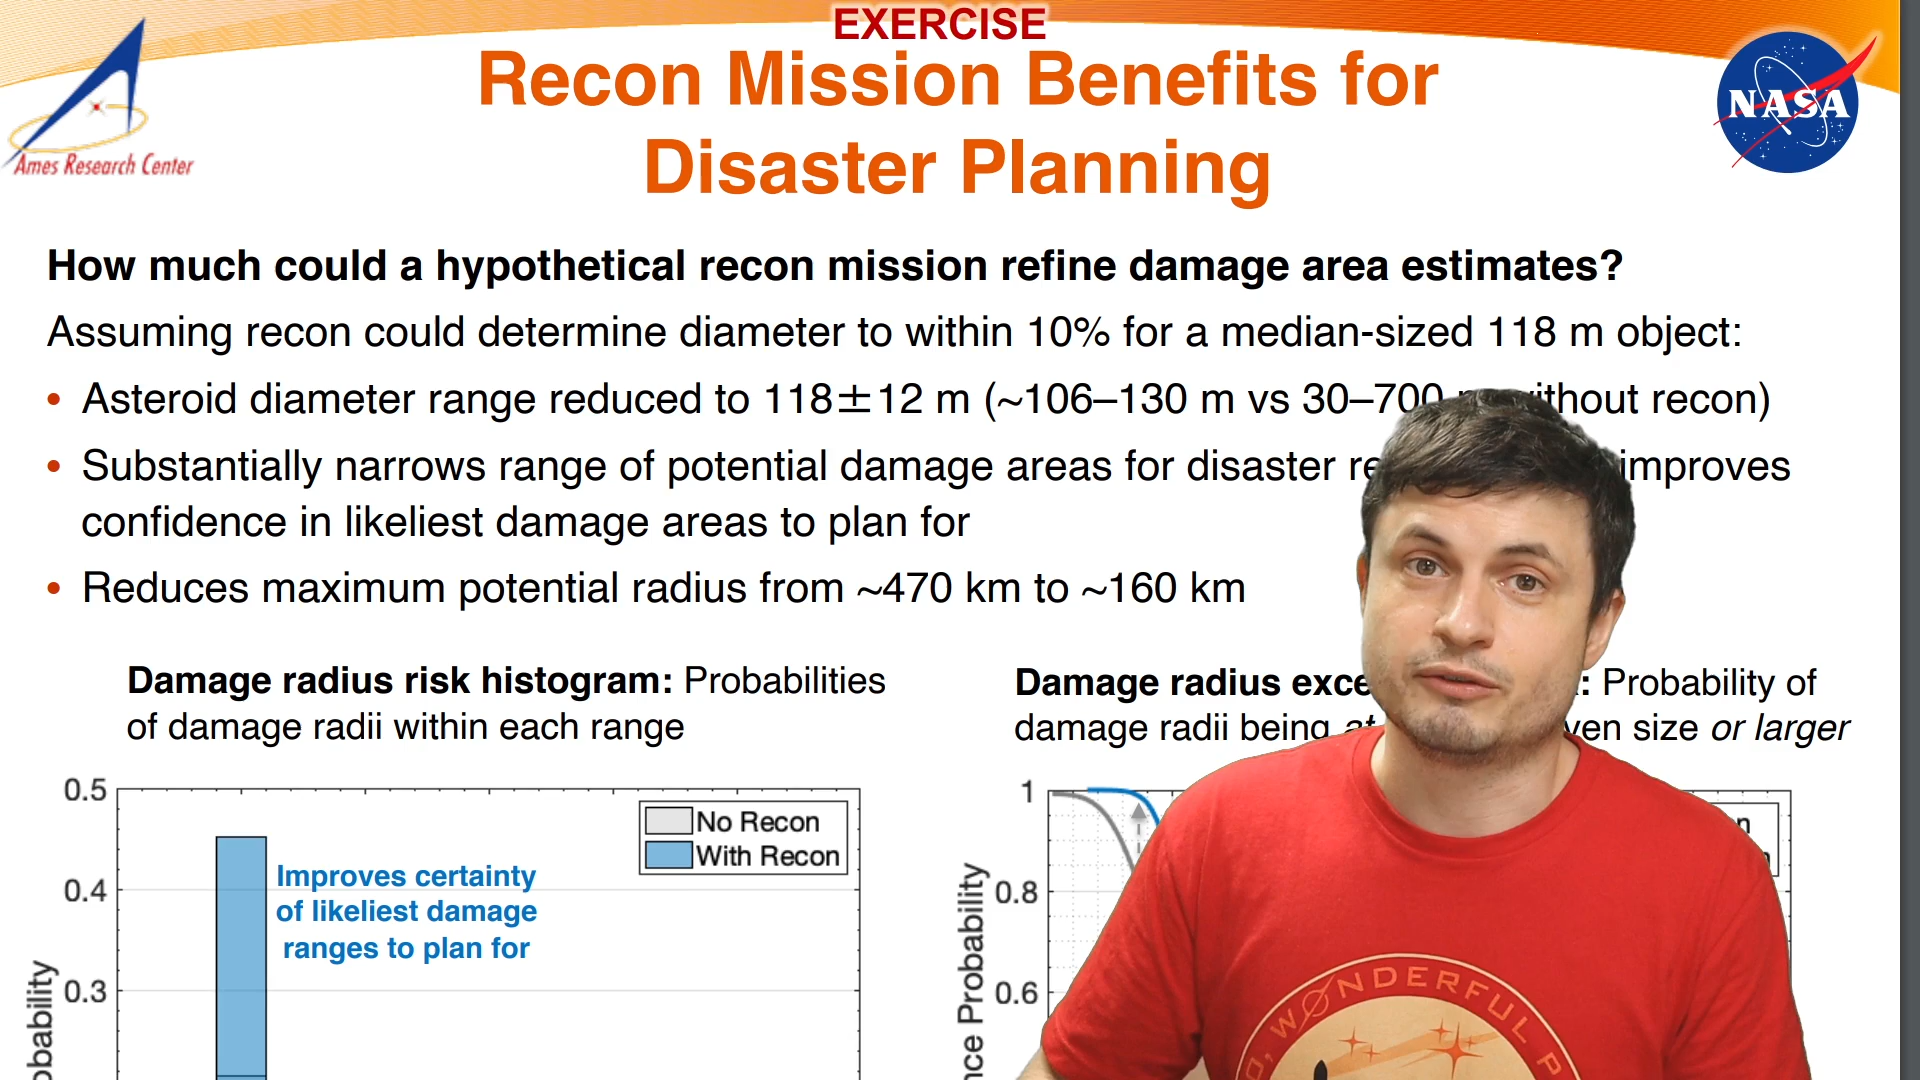 EXERCISE
Recon Mission Benefits for
Disaster Planning
Ames Research Center
NASA
How much could a hypothetical recon mission refine damage area estimates?
Assuming recon could determine diameter to within 10% for a median-sized 118 m object:
• Asteroid diameter range reduced to 118±12 m (~106–130 m vs 30–700 without recon)
• Substantially narrows range of potential damage areas for disaster improves
confidence in likeliest damage areas to plan for
• Reduces maximum potential radius from ~470 km to ~160 km
Damage radius risk histogram: Probabilities
of damage radii within each range
Damage radius : Probability of
damage radii being size or larger
0.5
0.4
0.3
No Recon
With Recon
Improves certainty
of likeliest damage
ranges to plan for
1
0.8
0.6
WONDERFUL